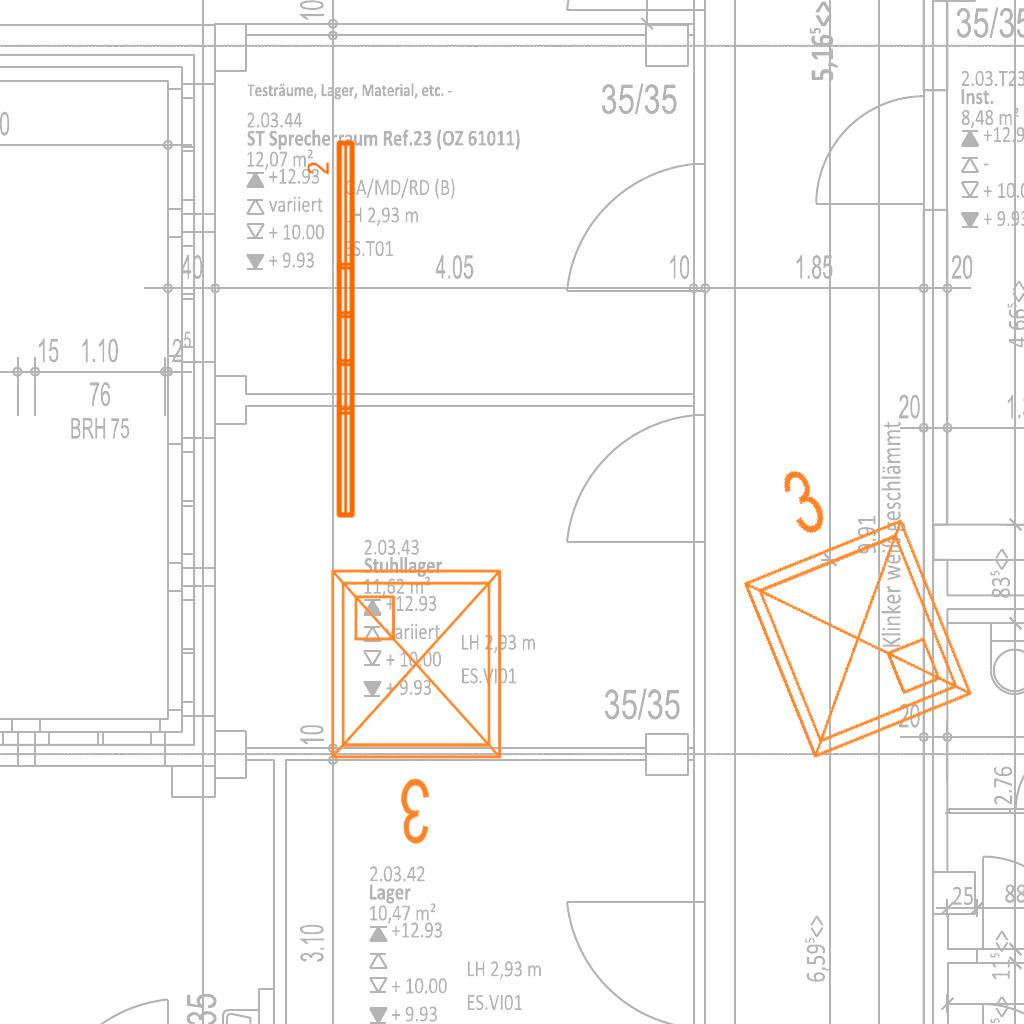 10
5,16⁵<>
35/35
Testräume, Lager, Material, etc. -
35/35
2.03.44
ST Sprecherraum Ref.23 (OZ 61011)
12,07 m²
2
+12.93
GA/MD/RD (B)
variiert
LH 2,93 m
+ 10.00
ES.T01
+ 9.93
2.03.T23
Inst.
8,48 m²
+12.9
-
+ 10.0
+ 9.93
0
40
4.05
10
1.85
20
4.66⁵<>
15
1.10
2⁵
76
BRH 75
20
Klinker weiß geschlämmt
9.91
3
2.03.43
Stuhllager
11,62 m²
+12.93
variiert
LH 2,93 m
+ 10.00
ES.VI01
+ 9.93
83⁵<>
35/35
20
10
3
2.76
2.03.42
Lager
10,47 m²
+12.93
25
88
3.10
6,59⁵<>
LH 2,93 m
+ 10.00
ES.VI01
+ 9.93
35
11⁵<>